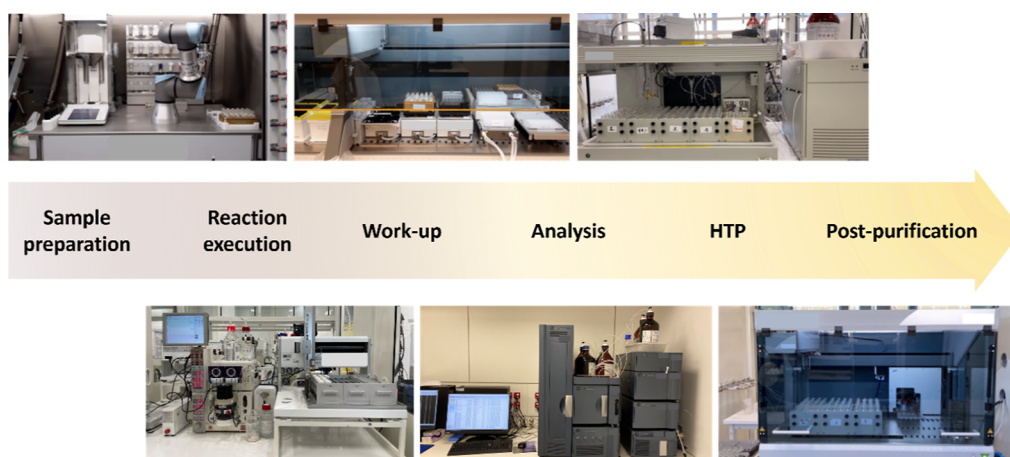 Sample
preparation
Reaction
execution
Work-up
Analysis
HTP
Post-purification